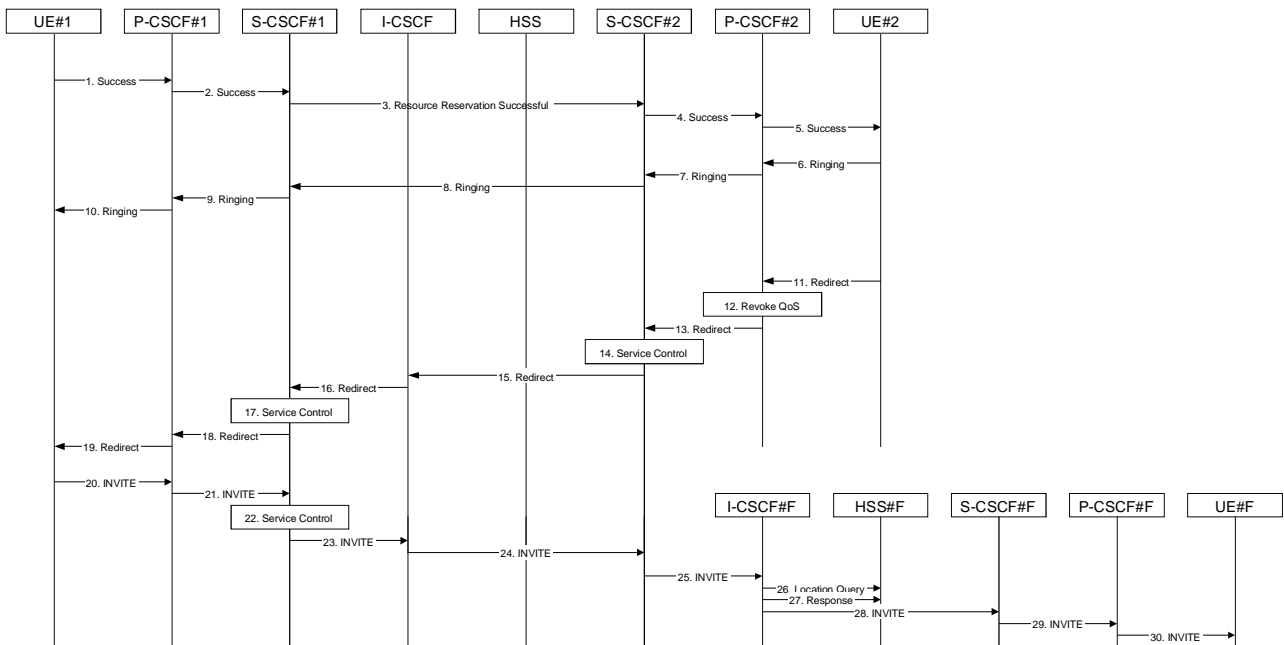 UE#1
P-CSCF#1
S-CSCF#1
I-CSCF
HSS
S-CSCF#2
P-CSCF#2
UE#2
1. Success
2. Success
3. Resource Reservation Successful
4. Success
5. Success
6. Ringing
7. Ringing
8. Ringing
9. Ringing
10. Ringing
11. Redirect
12. Revoke QoS
13. Redirect
14. Service Control
15. Redirect
16. Redirect
17. Service Control
18. Redirect
19. Redirect
20. INVITE
21. INVITE
I-CSCF#F
HSS#F
S-CSCF#F
P-CSCF#F
UE#F
22. Service Control
23. INVITE
24. INVITE
25. INVITE
26. Location Query
27. Response
28. INVITE
29. INVITE
30. INVITE